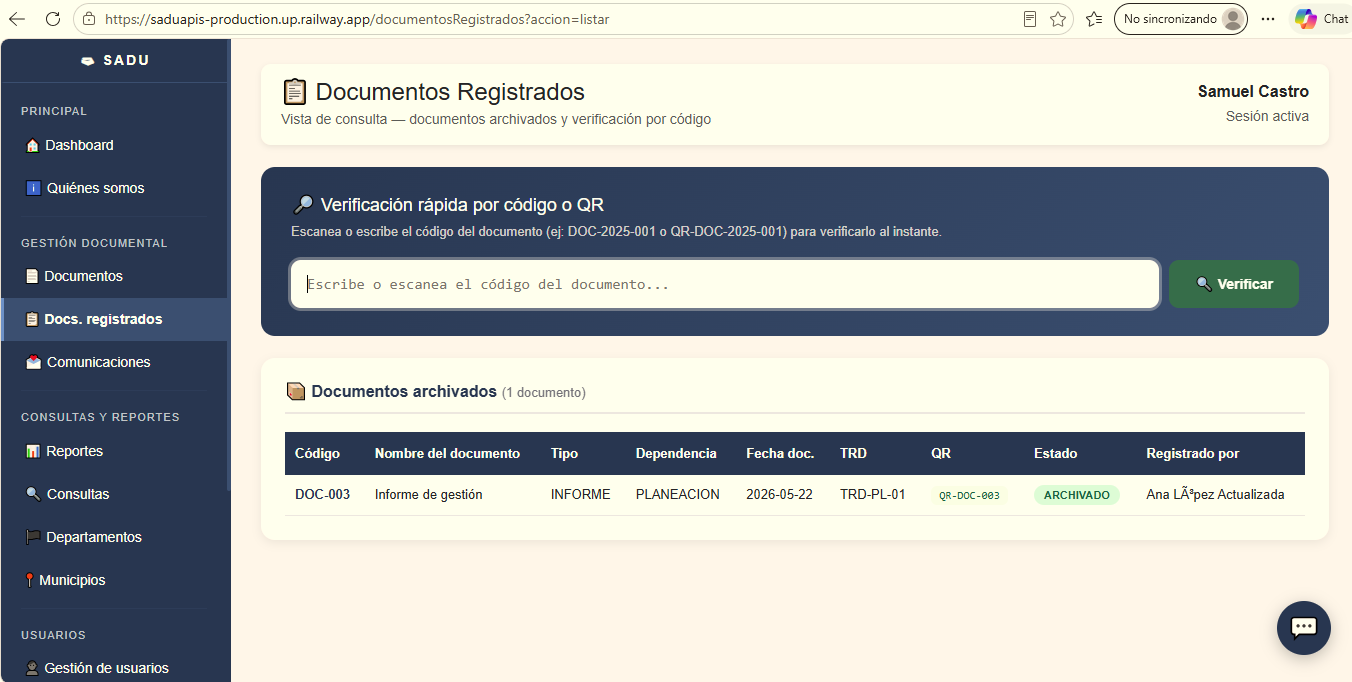 https://saduapis-production.up.railway.app/documentosRegistrados?accion=listar
No sincronizando
Chat
SADU
PRINCIPAL
Dashboard
Quiénes somos
GESTIÓN DOCUMENTAL
Documentos
Docs. registrados
Comunicaciones
CONSULTAS Y REPORTES
Reportes
Consultas
Departamentos
Municipios
USUARIOS
Gestión de usuarios
Documentos Registrados
Vista de consulta — documentos archivados y verificación por código
Samuel Castro
Sesión activa
Verificación rápida por código o QR
Escanea o escribe el código del documento (ej: DOC-2025-001 o QR-DOC-2025-001) para verificarlo al instante.
Escribe o escanea el código del documento...
Verificar
Documentos archivados (1 documento)
Código Nombre del documento Tipo Dependencia Fecha doc. TRD QR Estado Registrado por
DOC-003 Informe de gestión INFORME PLANEACION 2026-05-22 TRD-PL-01 QR-DOC-003 ARCHIVADO Ana LÃ³pez Actualizada